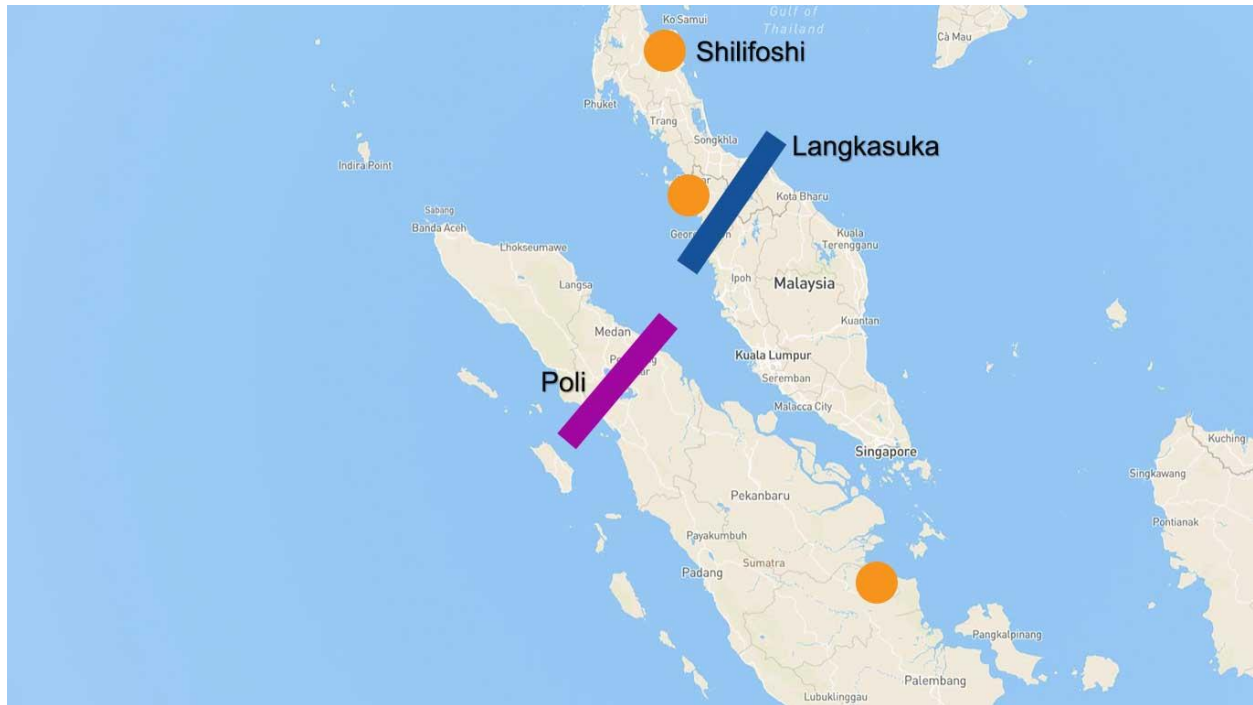 Ko Samui
Gulf of
Thailand
Cà Mau
Shilifoshi
Phuket
Trang
Songkhla
Langkasuka
Indira Point
Kota Bharu
Sabang
Banda Aceh
Kuala
Terengganu
Lhokseumawe
Ipoh
Malaysia
Langsa
Medan
Kuantan
Kuala Lumpur
Poli
Seremban
Malacca City
Singapore
Kuching
Singkawang
Pekanbaru
Pontianak
Payakumbuh
Sumatra
Padang
Pangkalpinang
Palembang
Lubuklinggau